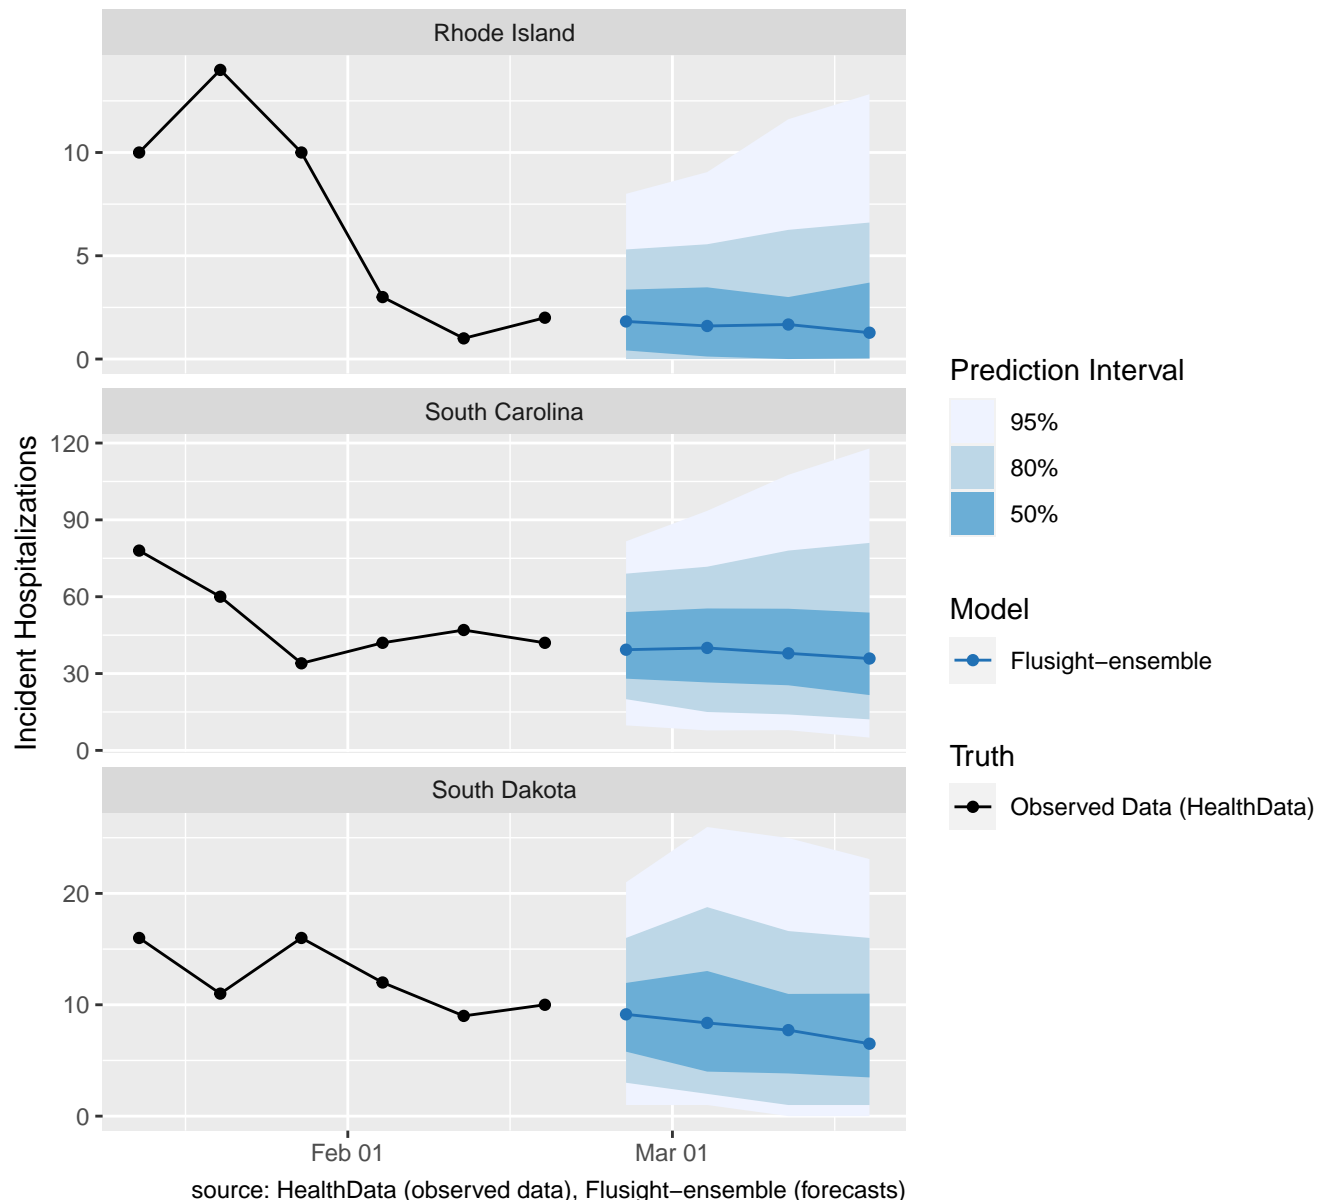 Rhode Island
10
5
0
South Carolina
120
90
60
30
0
South Dakota
20
10
0
Incident Hospitalizations
Feb 01
Mar 01
source: HealthData (observed data), Flusight−ensemble (forecasts)
Prediction Interval
95%
80%
50%
Model
Flusight−ensemble
Truth
Observed Data (HealthData)